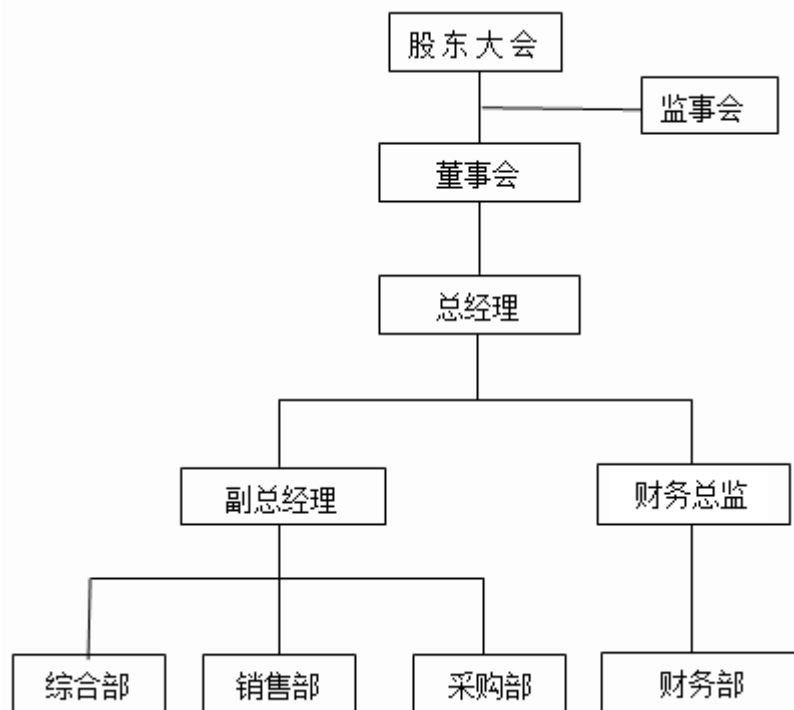 股东大会
监事会
董事会
总经理
副总经理
财务总监
综合部
销售部
采购部
财务部